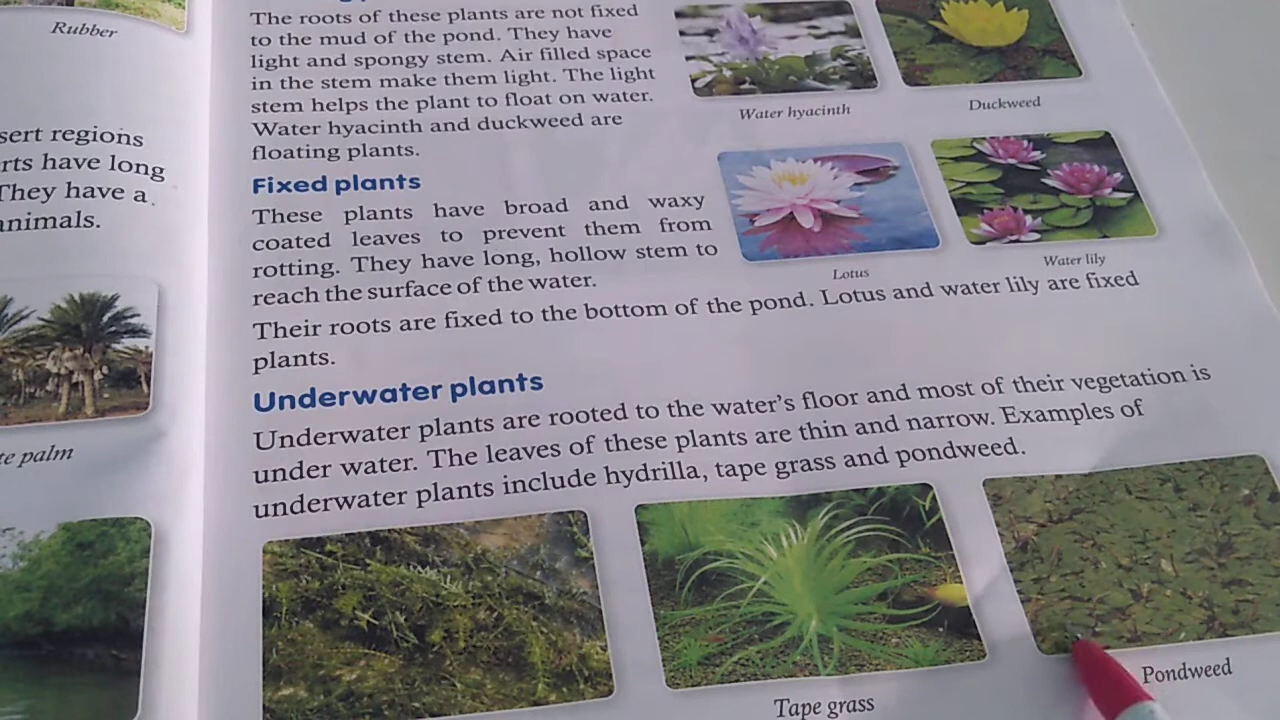 Rubber
sert regions
rts have long
They have a
animals.
te palm
The roots of these plants are not fixed
to the mud of the pond. They have
light and spongy stem. Air filled space
in the stem make them light. The light
stem helps the plant to float on water.
Water hyacinth and duckweed are
floating plants.
Water hyacinth
Duckweed
Fixed plants
These plants have broad and waxy
coated leaves to prevent them from
rotting. They have long, hollow stem to
reach the surface of the water.
Lotus
Water lily
Their roots are fixed to the bottom of the pond. Lotus and water lily are fixed
plants.
Underwater plants
Underwater plants are rooted to the water's floor and most of their vegetation is
under water. The leaves of these plants are thin and narrow. Examples of
underwater plants include hydrilla, tape grass and pondweed.
Tape grass
Pondweed